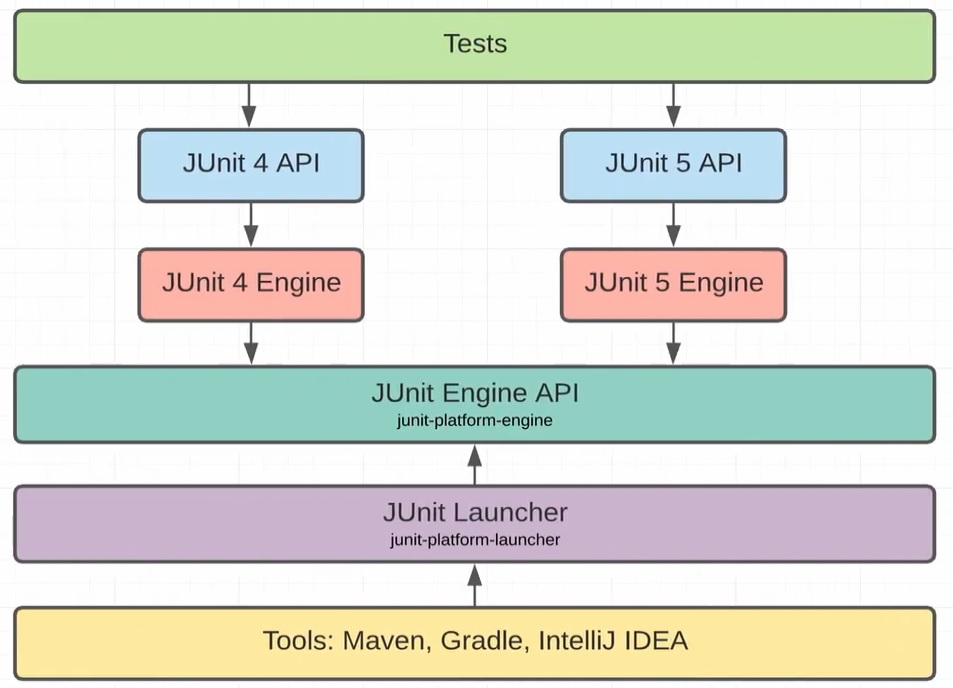 Tests
JUnit 4 API
JUnit 5 API
JUnit 4 Engine
JUnit 5 Engine
JUnit Engine API
junit-platform-engine
JUnit Launcher
junit-platform-launcher
Tools: Maven, Gradle, IntelliJ IDEA